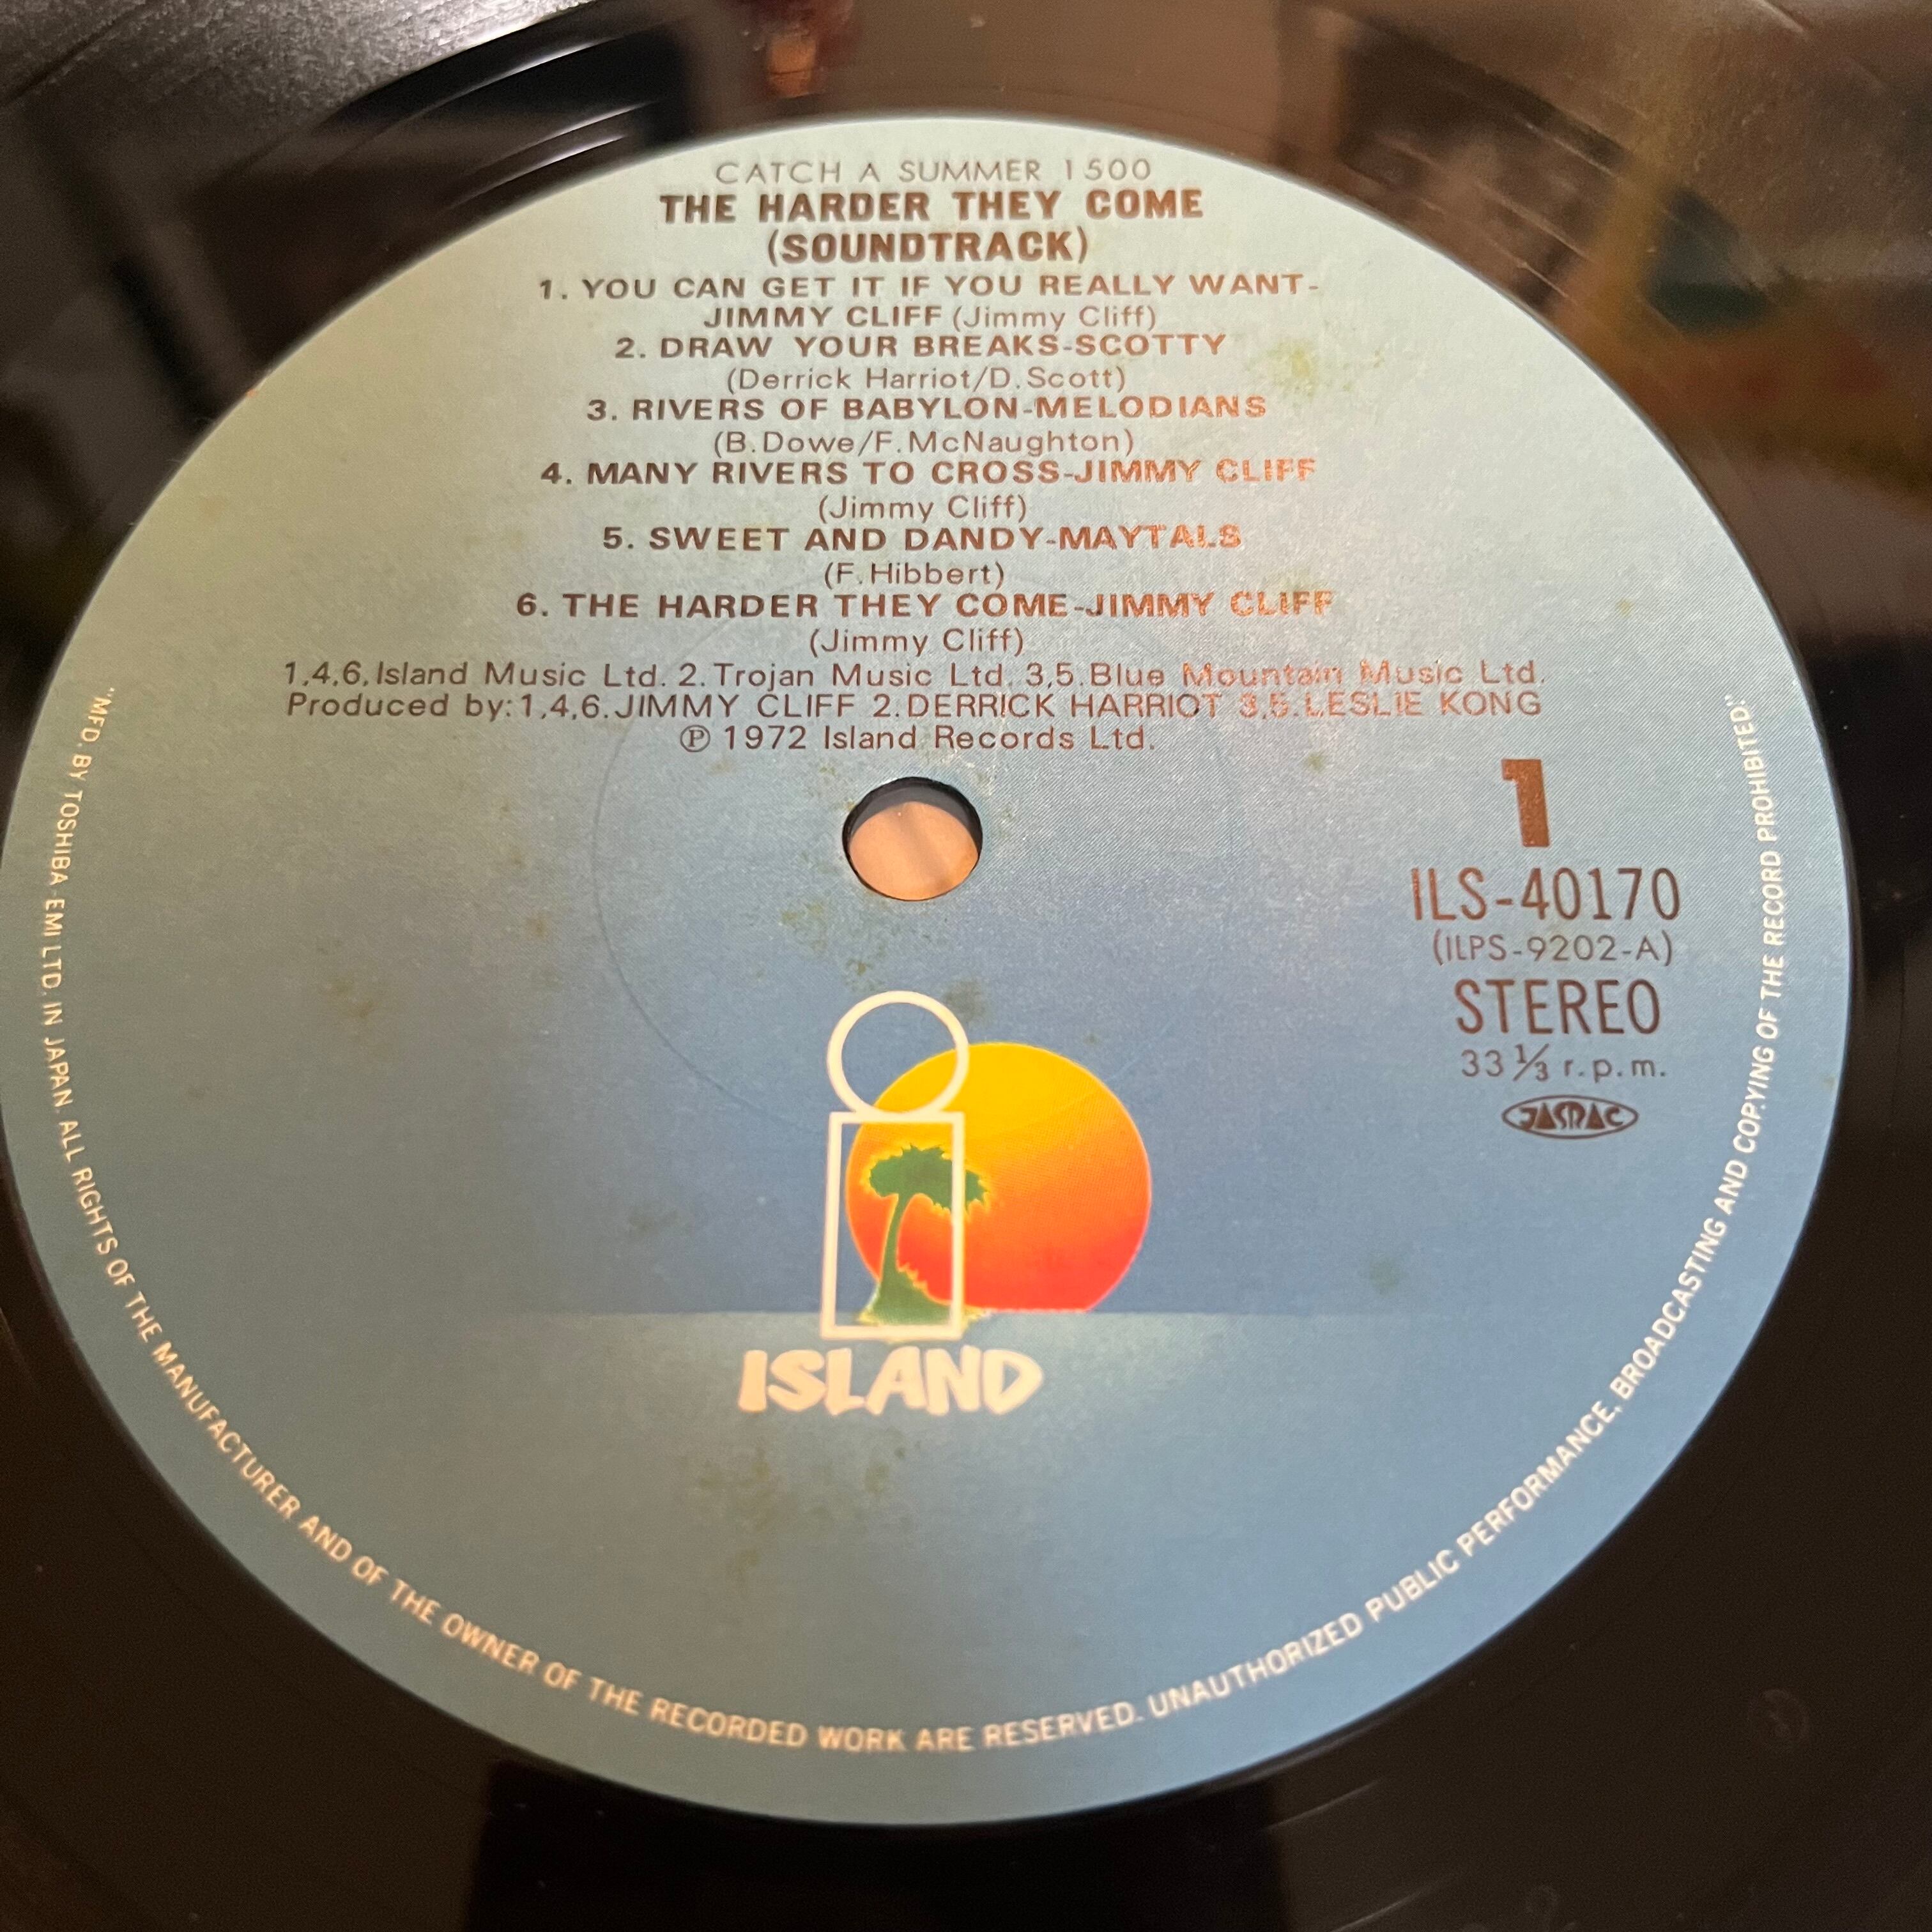 CATCH A SUMMER 1500
THE HARDER THEY COME
(SOUNDTRACK)
1. YOU CAN GET IT IF YOU REALLY WANT-
JIMMY CLIFF (Jimmy Cliff)
2. DRAW YOUR BREAKS-SCOTTY
(Derrick Harriot/D.Scott)
3. RIVERS OF BABYLON-MELODIANS
(B.Dowe/F.McNaughton)
4. MANY RIVERS TO CROSS-JIMMY CLIFF
(Jimmy Cliff)
5. SWEET AND DANDY-MAYTALS
(F.Hibbert)
6. THE HARDER THEY COME-JIMMY CLIFF
(Jimmy Cliff)
1,4,6.Island Music Ltd. 2.Trojan Music Ltd. 3,5.Blue Mountain Music Ltd.
Produced by:1,4,6.JIMMY CLIFF 2.DERRICK HARRIOT 3,5.LESLIE KONG
Ⓟ 1972 Island Records Ltd.
1
ILS-40170
(ILPS-9202-A)
STEREO
33 ⅓ r.p.m.
JASRAC
i
ISLAND
"MFD. BY TOSHIBA-EMI LTD. IN JAPAN. ALL RIGHTS OF THE MANUFACTURER AND OF THE OWNER OF THE RECORDED WORK ARE RESERVED. UNAUTHORIZED PUBLIC PERFORMANCE, BROADCASTING AND COPYING OF THE RECORD PROHIBITED."